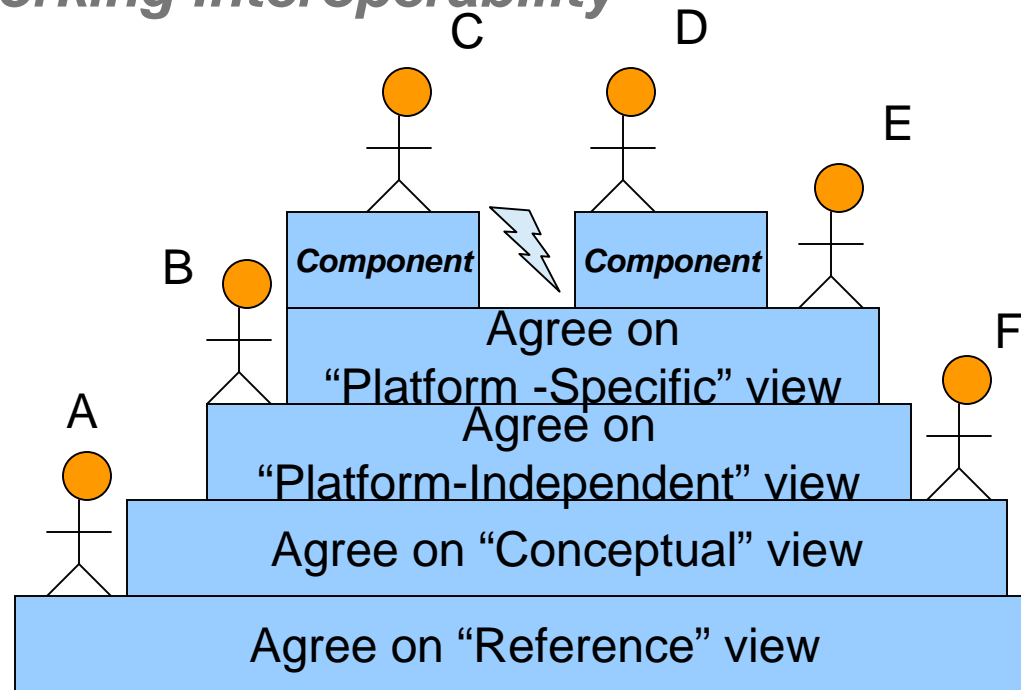 Interoperability
C
D
E
Component
Component
B
Agree on
F
“Platform -Specific” view
A
Agree on
“Platform-Independent” view
Agree on “Conceptual” view
Agree on “Reference” view